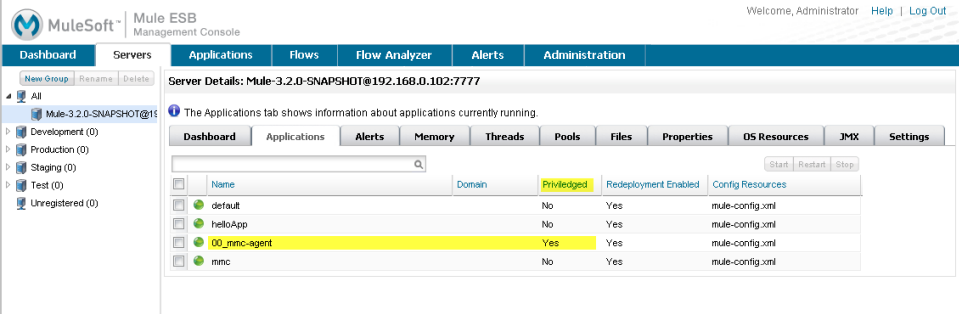 Welcome, Administrator Help | Log Out
MuleSoft™ Mule ESB
Management Console
Dashboard Servers Applications Flows Flow Analyzer Alerts Administration
New Group Rename Delete
All
Mule-3.2.0-SNAPSHOT@19
Development (0)
Production (0)
Staging (0)
Test (0)
Unregistered (0)
Server Details: Mule-3.2.0-SNAPSHOT@192.168.0.102:7777
The Applications tab shows information about applications currently running.
Dashboard Applications Alerts Memory Threads Pools Files Properties OS Resources JMX Settings
Start Restart Stop
Name Domain Priviledged Redeployment Enabled Config Resources
default No Yes mule-config.xml
helloApp No Yes mule-config.xml
00_mmc-agent Yes Yes mule-config.xml
mmc No Yes mule-config.xml